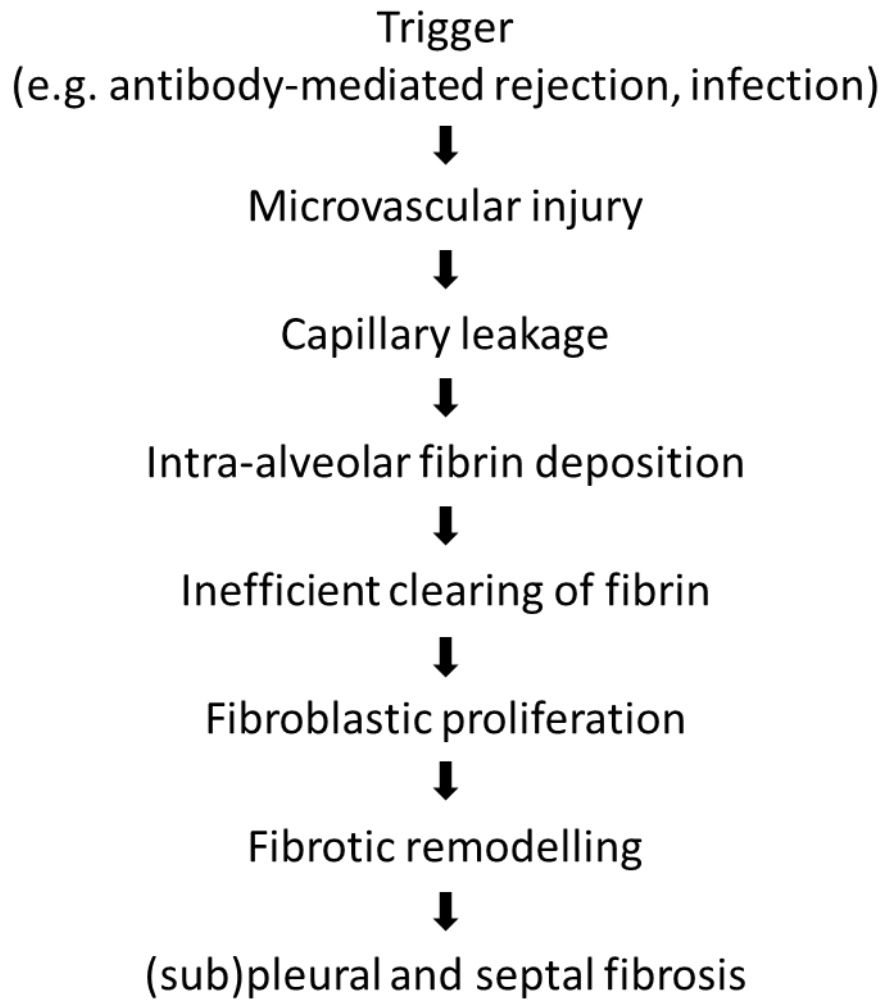 Trigger
(e.g. antibody-mediated rejection, infection)
Microvascular injury
Capillary leakage
Intra-alveolar fibrin deposition
Inefficient clearing of fibrin
Fibroblastic proliferation
Fibrotic remodelling
(sub)pleural and septal fibrosis